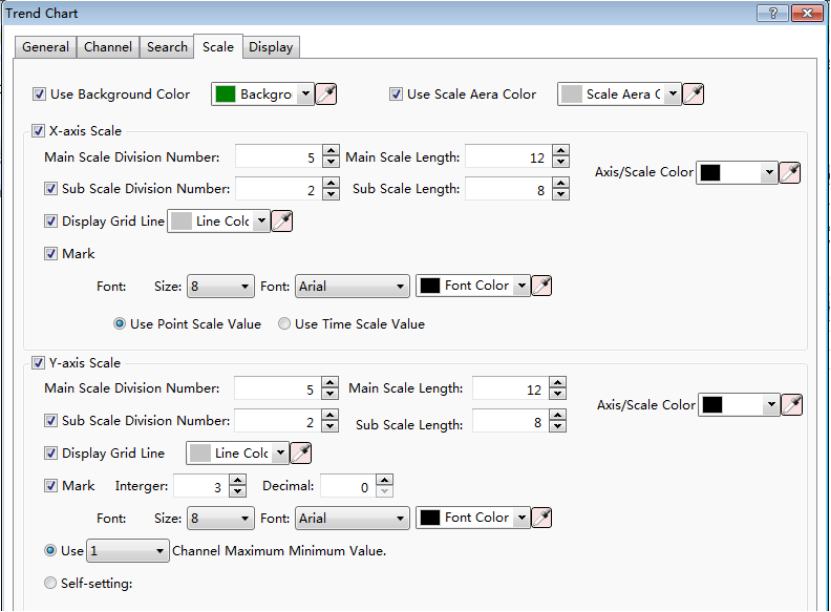 Trend Chart
General Channel Search Scale Display
Use Background Color Backgro Use Scale Aera Color Scale Aera C
X-axis Scale
Main Scale Division Number: 5 Main Scale Length: 12
Axis/Scale Color
Sub Scale Division Number: 2 Sub Scale Length: 8
Display Grid Line Line Colc
Mark
Font: Size: 8 Font: Arial Font Color
Use Point Scale Value Use Time Scale Value
Y-axis Scale
Main Scale Division Number: 5 Main Scale Length: 12
Axis/Scale Color
Sub Scale Division Number: 2 Sub Scale Length: 8
Display Grid Line Line Colc
Mark Interger: 3 Decimal: 0
Font: Size: 8 Font: Arial Font Color
Use 1 Channel Maximum Minimum Value.
Self-setting: